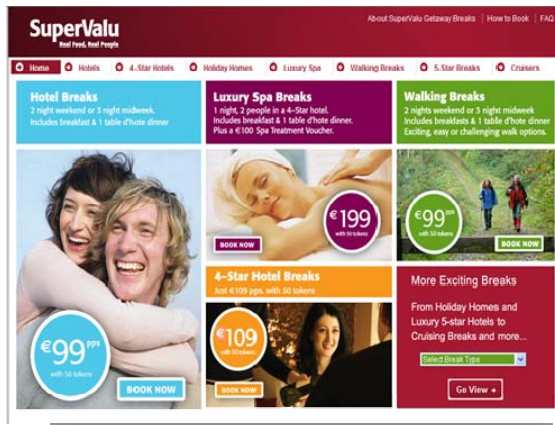 SuperValu
Real Food, Real People
About SuperValu Getaway Breaks | How to Book | FAQ
Home
Hotels
4-Star Hotels
Holiday Homes
Luxury Spa
Walking Breaks
5-Star Breaks
Cruisers
Hotel Breaks
2 night weekend or 3 night midweek.
Includes breakfast & 1 table d'hote dinner
Luxury Spa Breaks
1 night, 2 people in a 4-Star hotel.
Includes breakfast & 1 table d'hote dinner.
Plus a €100 Spa Treatment Voucher.
Walking Breaks
2 nights weekend or 3 nights midweek.
Includes breakfasts & 1 table d'hote dinner
Exciting, easy or challenging walk options.
€99 pps
with 50 tokens
BOOK NOW
€199
with 50 tokens
BOOK NOW
€99 pps
with 50 tokens
BOOK NOW
4-Star Hotel Breaks
Just €109 pps. with 50 tokens
€109
with 50 tokens
BOOK NOW
More Exciting Breaks
From Holiday Homes and
Luxury 5-star Hotels to
Cruising Breaks and more...
Select Break Type
Go View